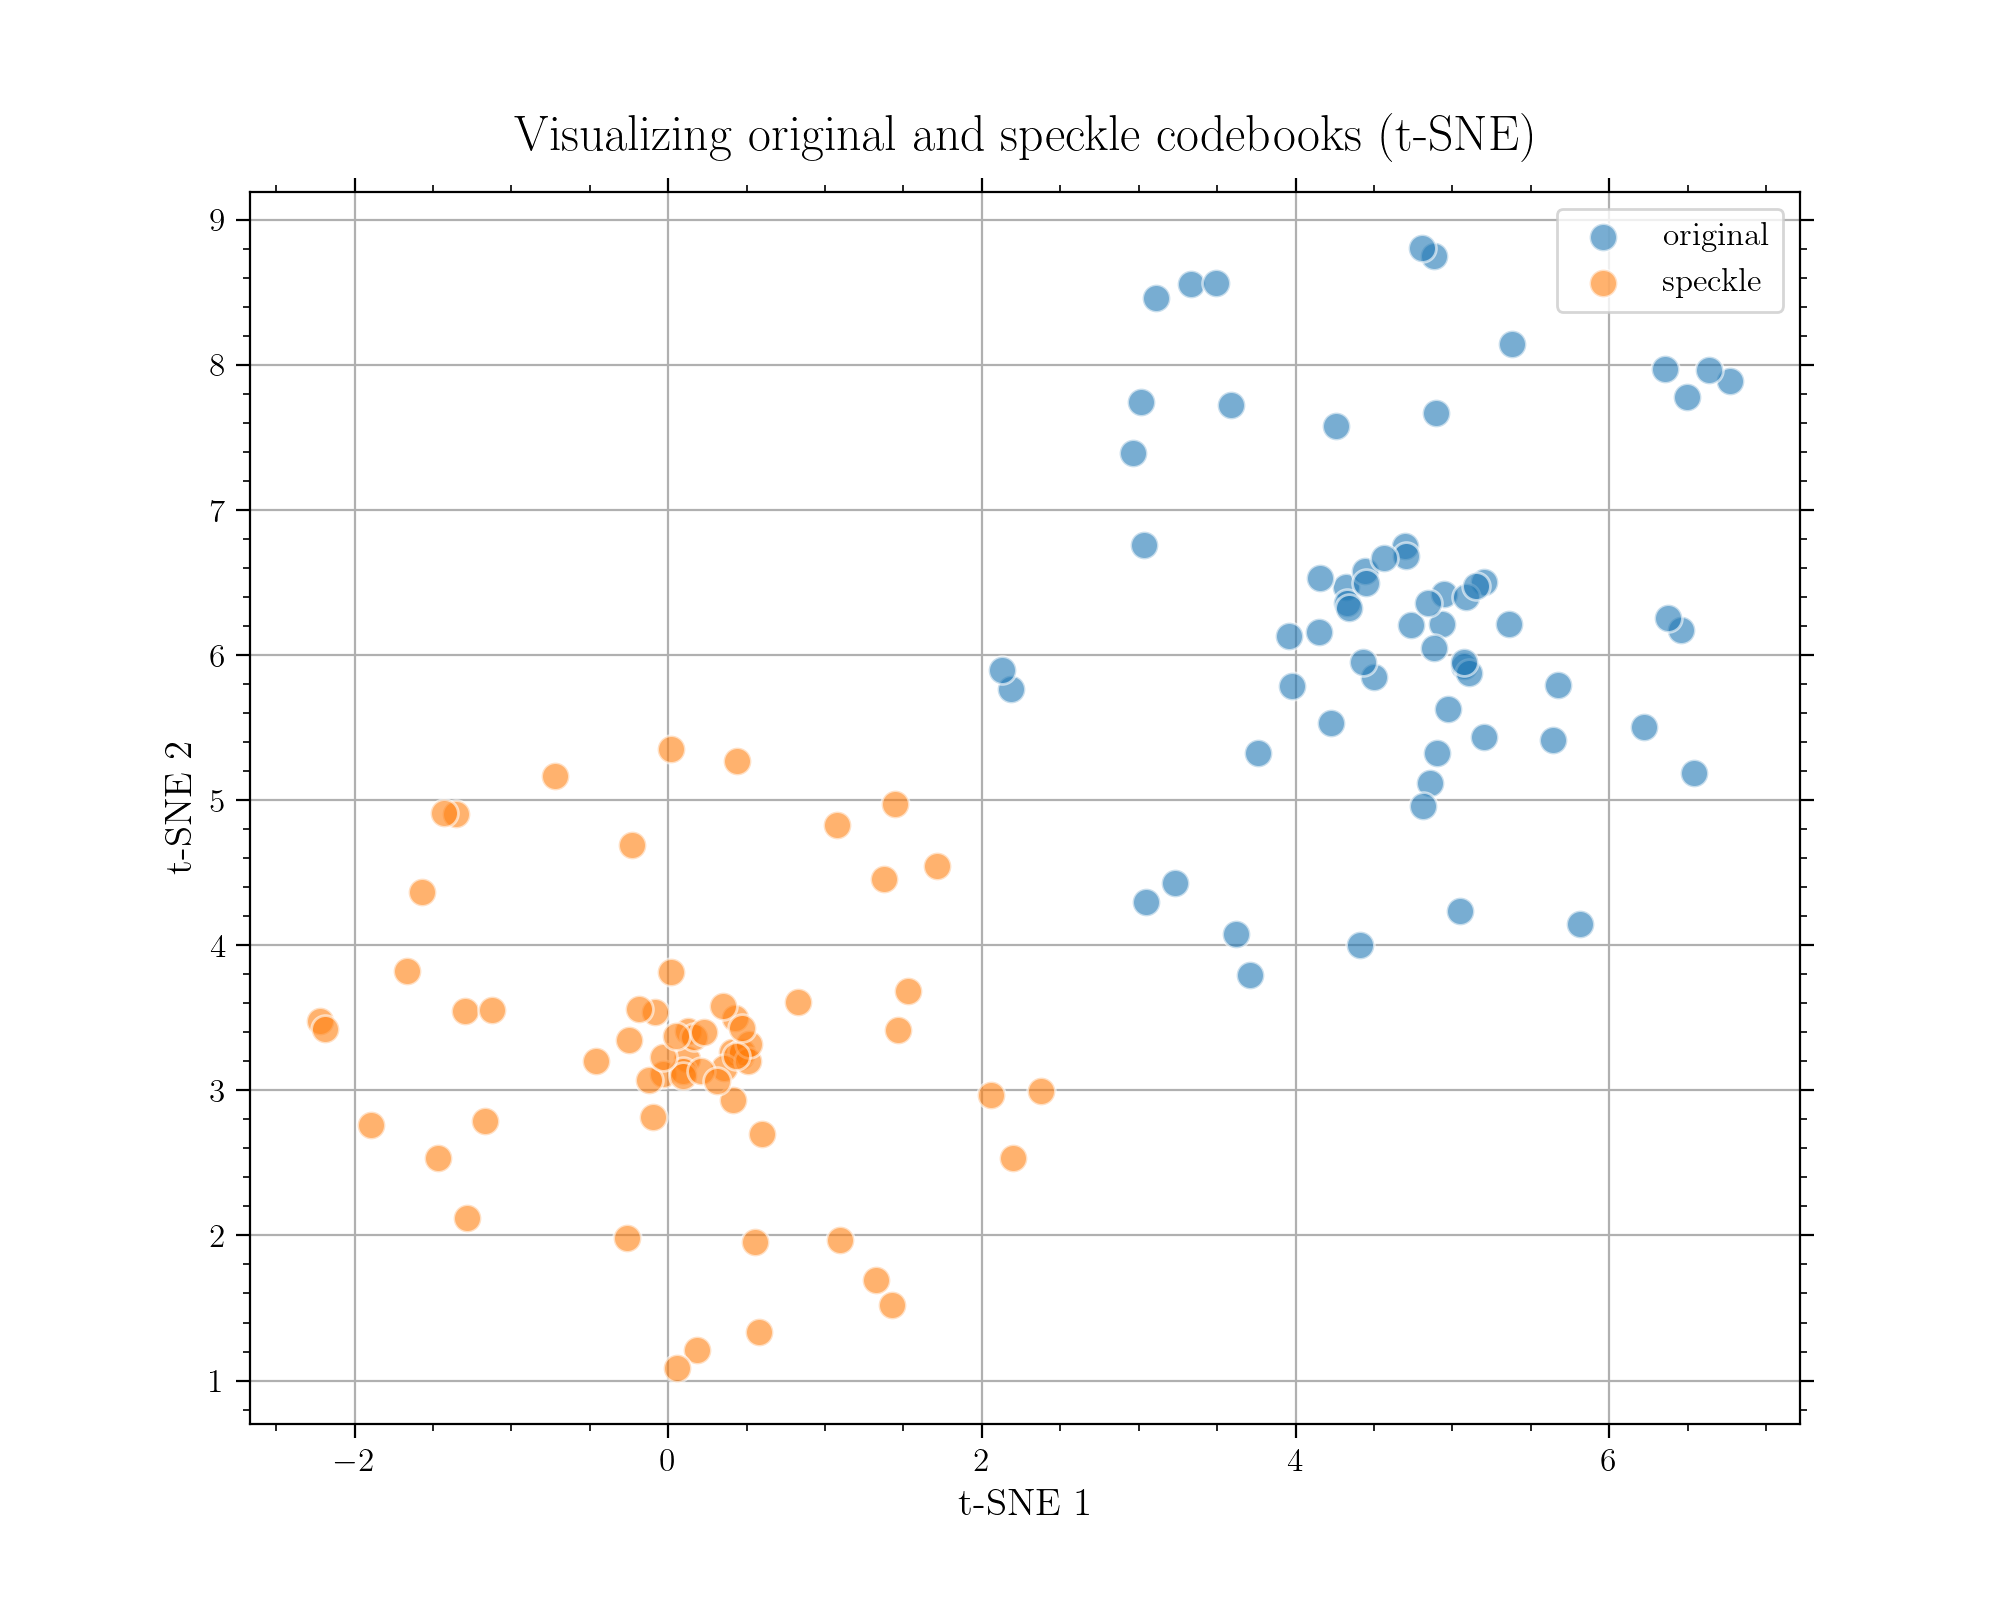 Visualizing original and speckle codebooks (t-SNE)
original
speckle
9
8
7
6
5
4
3
2
1
t-SNE 2
−2
0
2
4
6
t-SNE 1